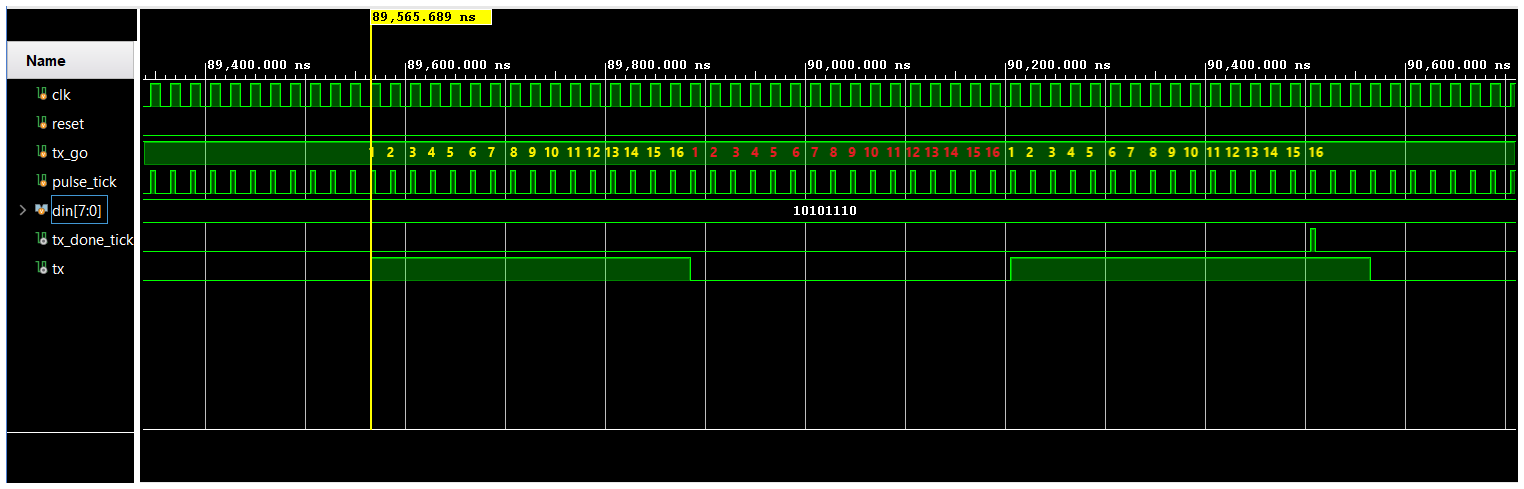 89,565.689 ns
Name
89,400.000 ns 89,600.000 ns 89,800.000 ns 90,000.000 ns 90,200.000 ns 90,400.000 ns 90,600.000 ns
clk
reset
tx_go 1 2 3 4 5 6 7 8 9 10 11 12 13 14 15 16 1 2 3 4 5 6 7 8 9 10 11 12 13 14 15 16 1 2 3 4 5 6 7 8 9 10 11 12 13 14 15 16
pulse_tick
din[7:0] 10101110
tx_done_tick
tx